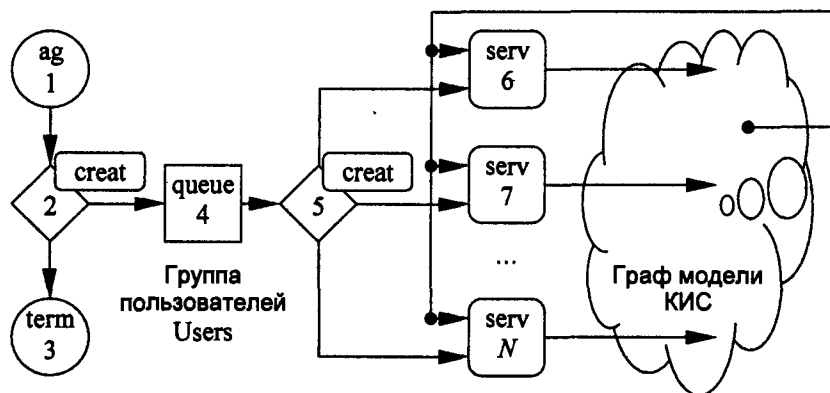 ag
1
creat
2
term
3
queue
4
Группа
пользователей
Users
creat
5
serv
6
serv
7
...
serv
N
Граф модели
КИС